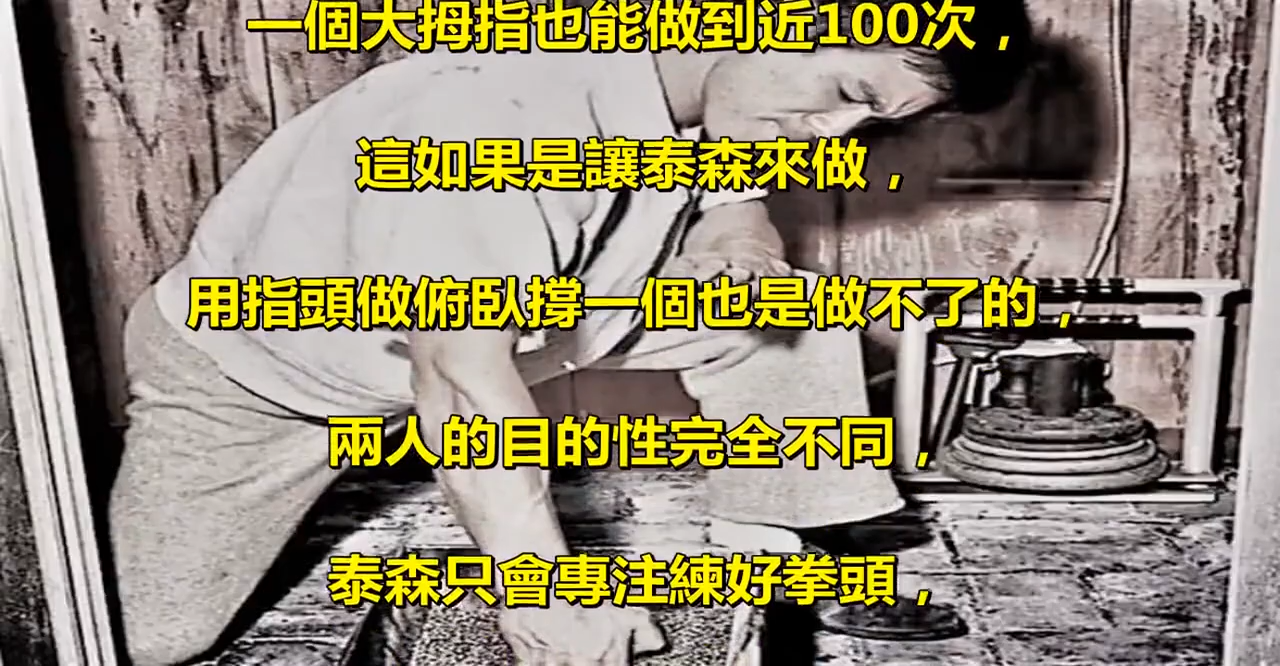 一個大拇指也能做到近100次，
這如果是讓泰森來做，
用指頭做俯臥撐一個也是做不了的，
兩人的目的性完全不同，
泰森只會專注練好拳頭，